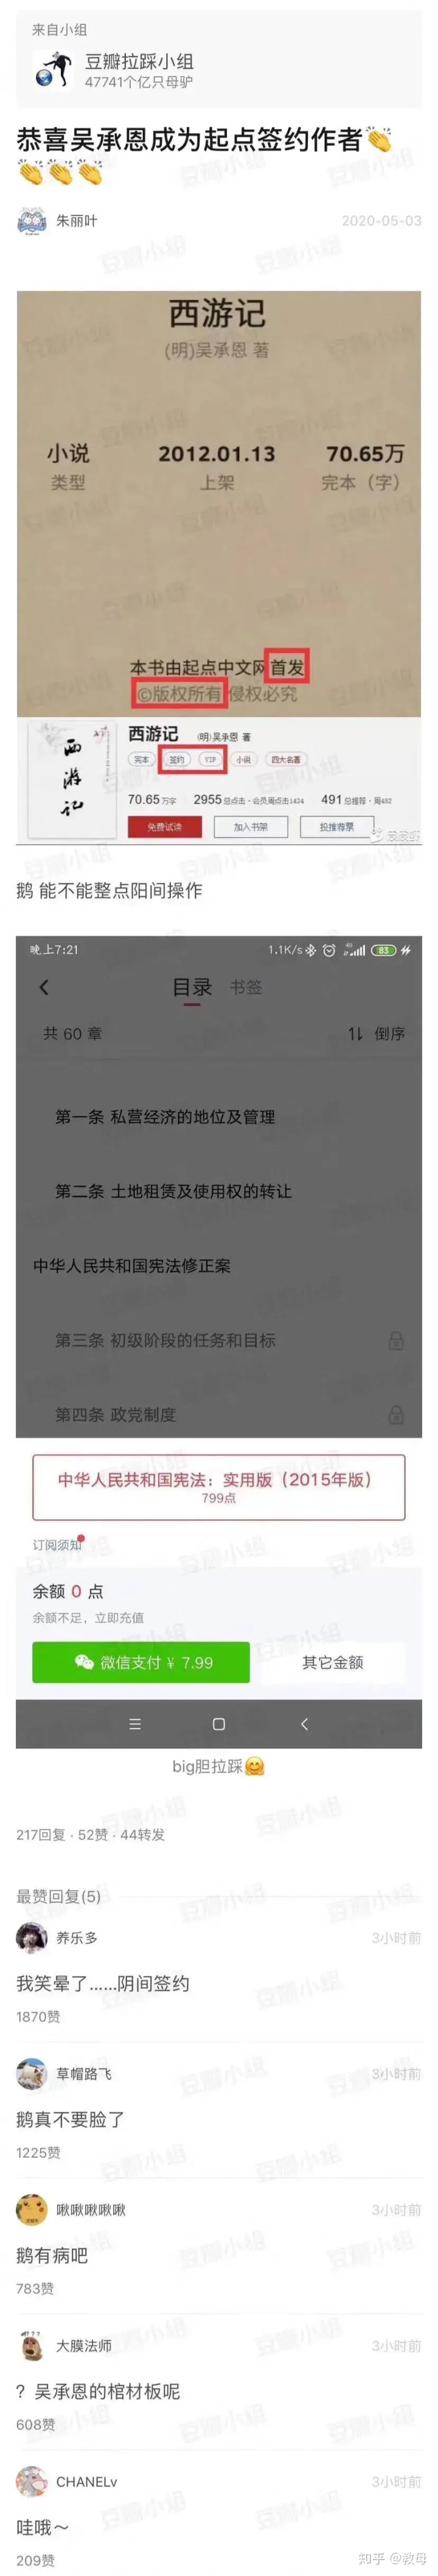 来自小组
豆瓣拉踩小组
47741个亿只母驴
恭喜吴承恩成为起点签约作者👏
👏👏👏
朱丽叶
2020-05-03
西游记
(明)吴承恩 著
小说
2012.01.13
70.65万
类型
上架
完本（字）
本书由起点中文网首发
©版权所有 侵权必究
西游记
西游记 (明)吴承恩 著
完本 签约 VIP 小说 四大名著
70.65万字 2955总点击·会员周点击1424 491总推荐·周482
免费试读 加入书架 投推荐票
鹅 能不能整点阳间操作
晚上7:21
1.1K/s
4G
83
目录 书签
共 60 章
倒序
第一条 私营经济的地位及管理
第二条 土地租赁及使用权的转让
中华人民共和国宪法修正案
第三条 初级阶段的任务和目标
第四条 政党制度
中华人民共和国宪法：实用版（2015年版）
799点
订阅须知
余额 0 点
余额不足，立即充值
微信支付 ¥ 7.99
其它金额
big胆拉踩🤗
217回复 · 52赞 · 44转发
最赞回复(5)
养乐多
3小时前
我笑晕了......阴间签约
1870赞
草帽路飞
3小时前
鹅真不要脸了
1225赞
啾啾啾啾啾
3小时前
鹅有病吧
783赞
大膜法师
3小时前
？吴承恩的棺材板呢
608赞
CHANELv
3小时前
哇哦～
209赞
知乎 @教母
豆瓣小组